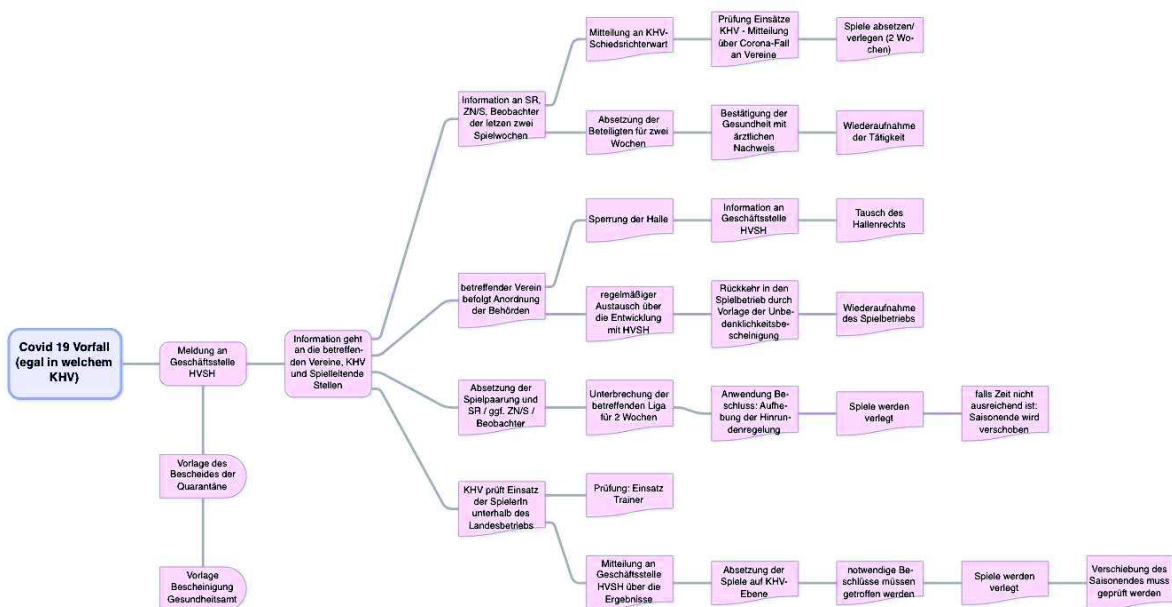 Covid 19 Vorfall
(egal in welchem
KHV)
Meldung an
Geschäftsstelle
HVSH
Vorlage des
Bescheides der
Quarantäne
Vorlage
Bescheinigung
Gesundheitsamt
Information geht
an die betreffen-
den Vereine, KHV
und Spielleitende
Stellen
Information an SR,
ZN/S, Beobachter
der letzen zwei
Spielwochen
Mitteilung an KHV-
Schiedsrichterwart
Prüfung Einsätze
KHV - Mitteilung
über Corona-Fall
an Vereine
Spiele absetzen/
verlegen (2 Wo-
chen)
Absetzung der
Beteiligten für zwei
Wochen
Bestätigung der
Gesundheit mit
ärztlichen
Nachweis
Wiederaufnahme
der Tätigkeit
betreffender Verein
befolgt Anordnung
der Behörden
Sperrung der Halle
Information an
Geschäftsstelle
HVSH
Tausch des
Hallenrechts
regelmäßiger
Austausch über
die Entwicklung
mit HVSH
Rückkehr in den
Spielbetrieb durch
Vorlage der Unbe-
denklichkeitsbe-
scheinigung
Wiederaufnahme
des Spielbetriebs
Absetzung der
Spielpaarung und
SR / ggf. ZN/S /
Beobachter
Unterbrechung der
betreffenden Liga
für 2 Wochen
Anwendung Be-
schluss: Aufhe-
bung der Hinrun-
denregelung
Spiele werden
verlegt
falls Zeit nicht
ausreichend ist:
Saisonende wird
verschoben
KHV prüft Einsatz
der SpielerIn
unterhalb des
Landesbetriebs
Prüfung: Einsatz
Trainer
Mitteilung an
Geschäftsstelle
HVSH über die
Ergebnisse
Absetzung der
Spiele auf KHV-
Ebene
notwendige Be-
schlüsse müssen
getroffen werden
Spiele werden
verlegt
Verschiebung des
Saisonendes muss
geprüft werden